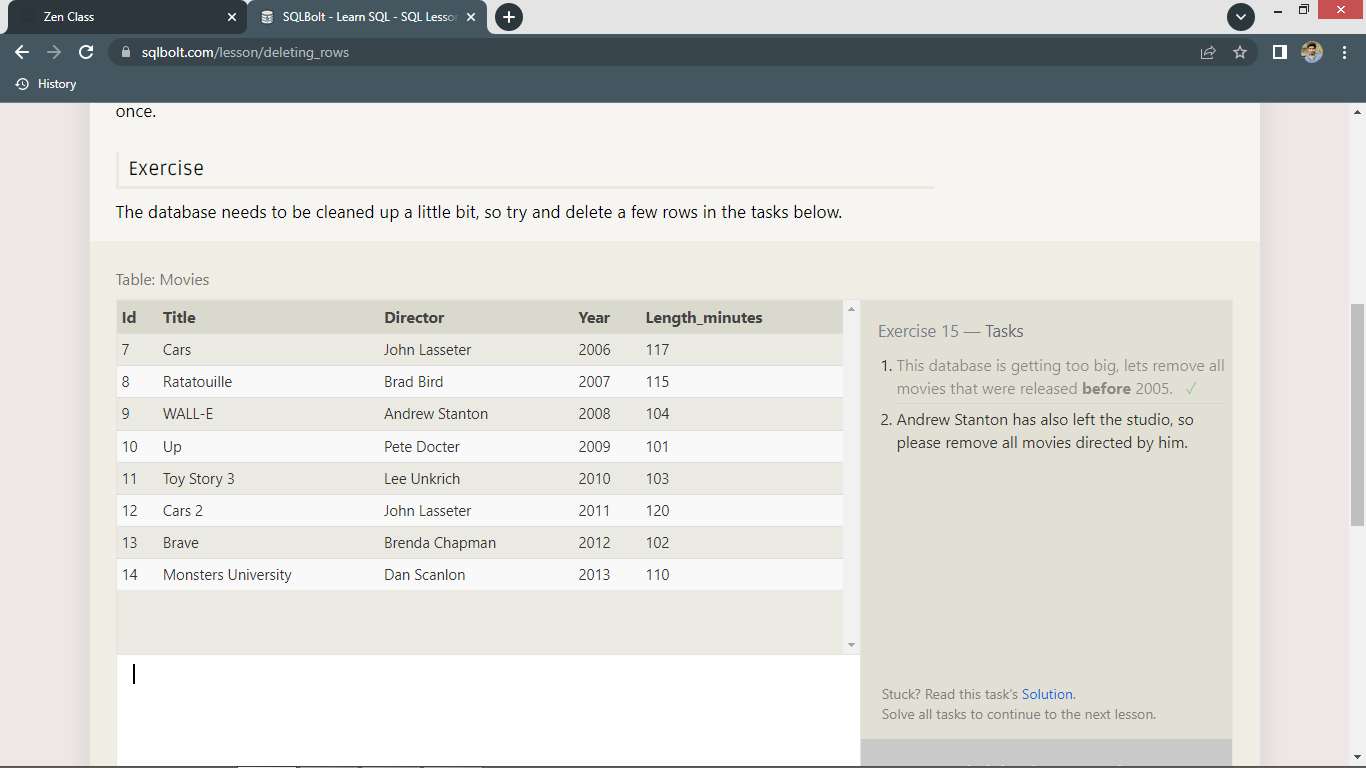 Zen Class
SQLBolt - Learn SQL - SQL Lesson
sqlbolt.com/lesson/deleting_rows
History
once.
Exercise
The database needs to be cleaned up a little bit, so try and delete a few rows in the tasks below.
Table: Movies
Id Title Director Year Length_minutes
7 Cars John Lasseter 2006 117
8 Ratatouille Brad Bird 2007 115
9 WALL-E Andrew Stanton 2008 104
10 Up Pete Docter 2009 101
11 Toy Story 3 Lee Unkrich 2010 103
12 Cars 2 John Lasseter 2011 120
13 Brave Brenda Chapman 2012 102
14 Monsters University Dan Scanlon 2013 110
Exercise 15 — Tasks
1. This database is getting too big, lets remove all
movies that were released before 2005. ✓
2. Andrew Stanton has also left the studio, so
please remove all movies directed by him.
Stuck? Read this task's Solution.
Solve all tasks to continue to the next lesson.